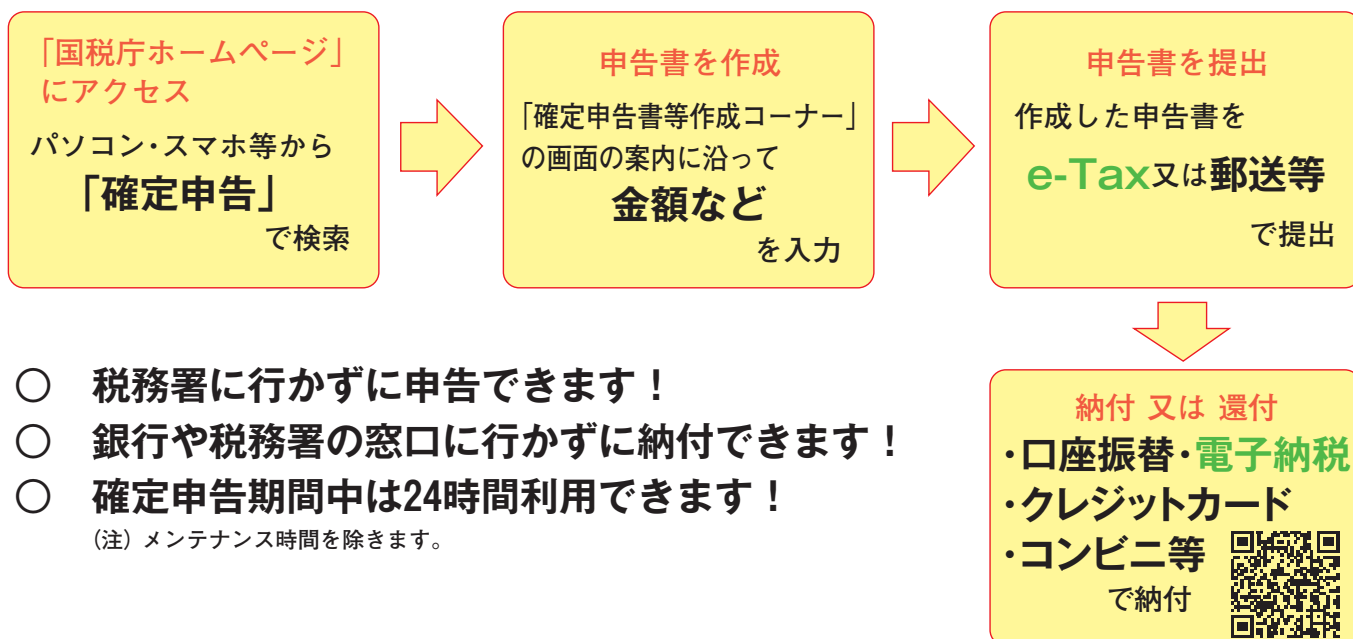 「国税庁ホームページ」
にアクセス
パソコン・スマホ等から
「確定申告」
で検索
申告書を作成
「確定申告書等作成コーナー」
の画面の案内に沿って
金額など
を入力
申告書を提出
作成した申告書を
e-Tax又は郵送等
で提出
納付 又は 還付
・口座振替・電子納税
・クレジットカード
・コンビニ等
で納付
○ 税務署に行かずに申告できます！
○ 銀行や税務署の窓口に行かずに納付できます！
○ 確定申告期間中は24時間利用できます！
（注）メンテナンス時間を除きます。